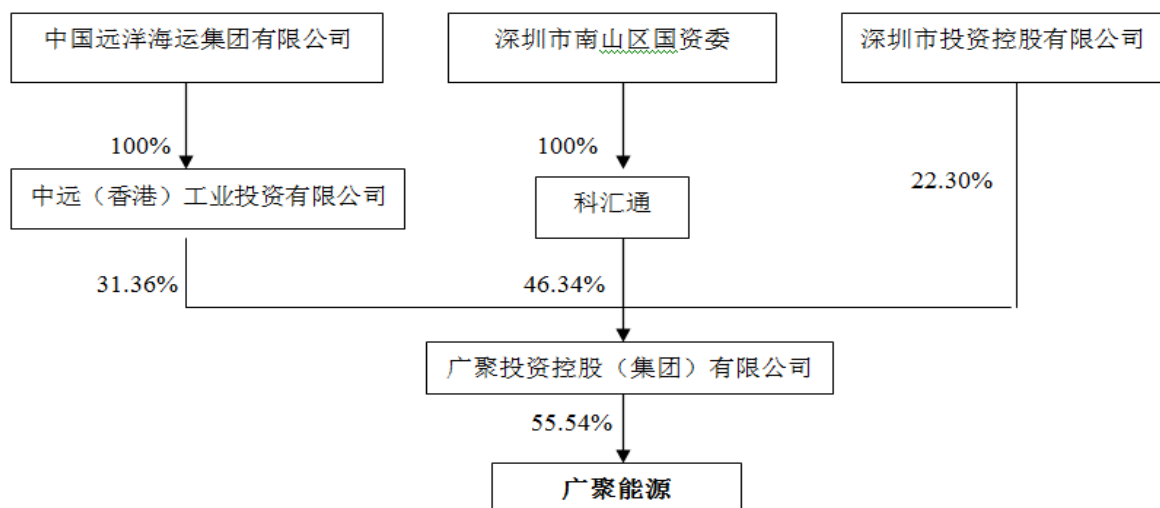 中国远洋海运集团有限公司
深圳市南山区国资委
深圳市投资控股有限公司
100%
100%
中远（香港）工业投资有限公司
科汇通
22.30%
31.36%
46.34%
广聚投资控股（集团）有限公司
55.54%
广聚能源